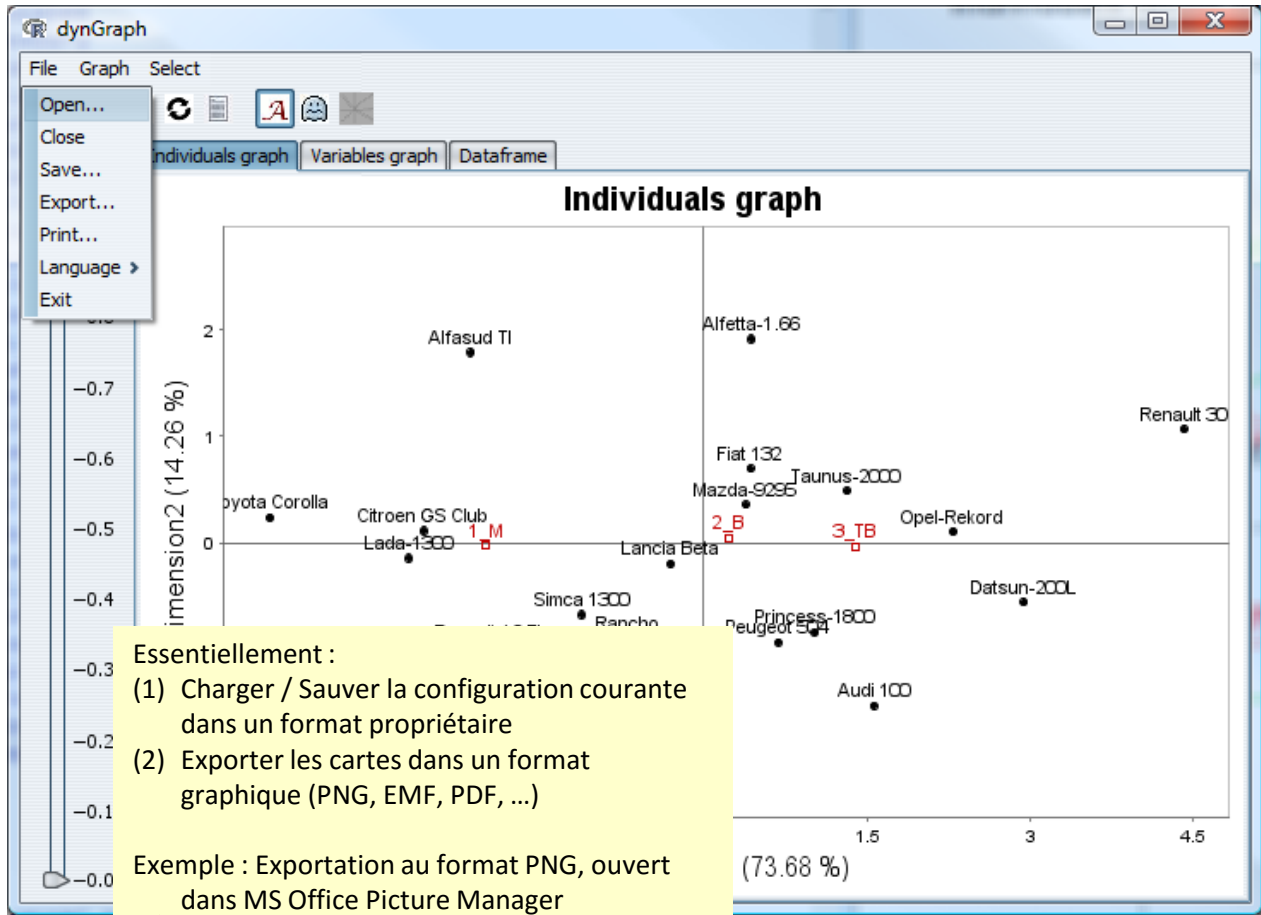 dynGraph
File Graph Select
Open...
Close
Save...
Export...
Print...
Language
Exit
Individuals graph Variables graph Dataframe
Individuals graph
2
1
0
1.5
3
4.5
(14.26 %)
(73.68 %)
−0.7
−0.6
−0.5
−0.4
−0.3
−0.2
−0.1
−0.0
Alfasud TI
Alfetta-1.66
Renault 30
Fiat 132
Taunus-2000
Mazda-9295
oyota Corolla
Citroen GS Club
1_M
2_B
3_TB
Opel-Rekord
Lada-1300
Lancia Beta
Datsun-200L
Simca 1300
Rancho
Princess-1800
Peugeot 504
Audi 100
Essentiellement :
(1) Charger / Sauver la configuration courante
dans un format propriétaire
(2) Exporter les cartes dans un format
graphique (PNG, EMF, PDF, …)
Exemple : Exportation au format PNG, ouvert
dans MS Office Picture Manager